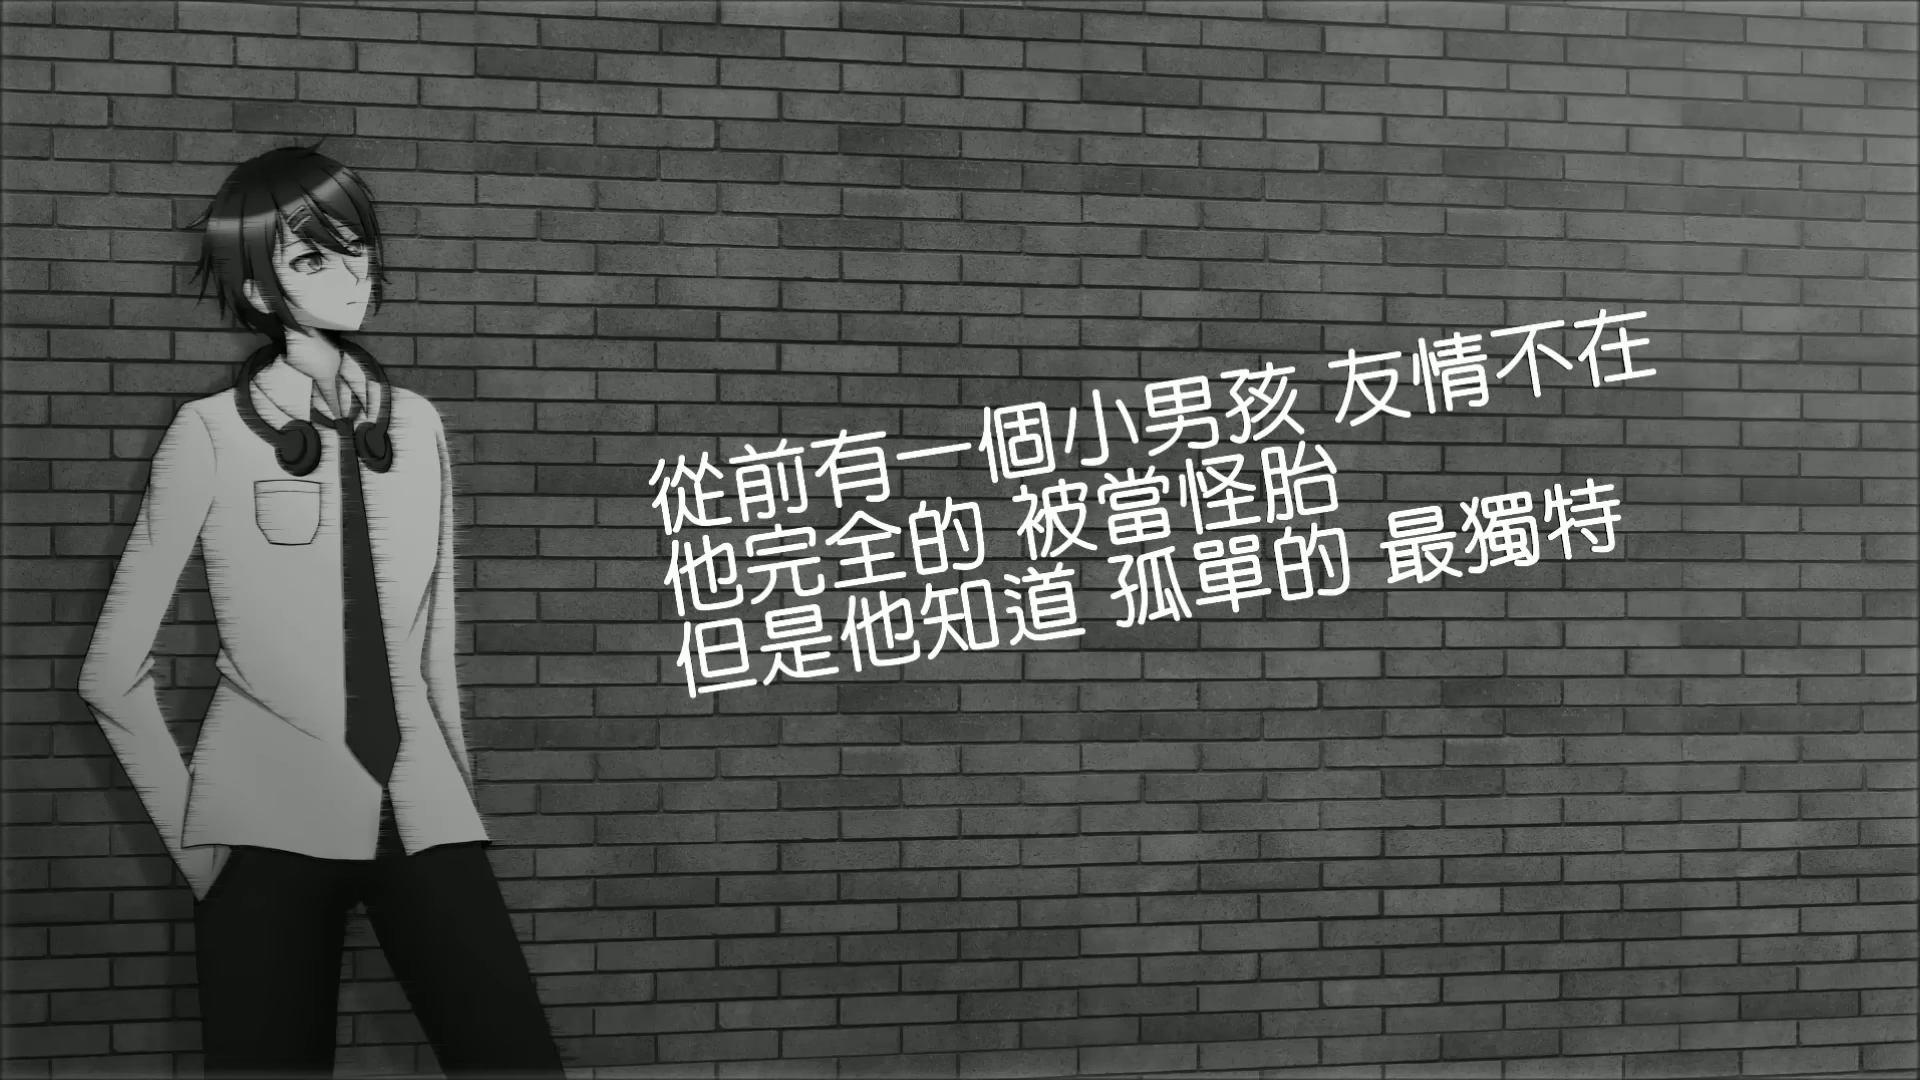 從前有一個小男孩 友情不在
他完全的 被當怪胎
但是他知道 孤單的 最獨特